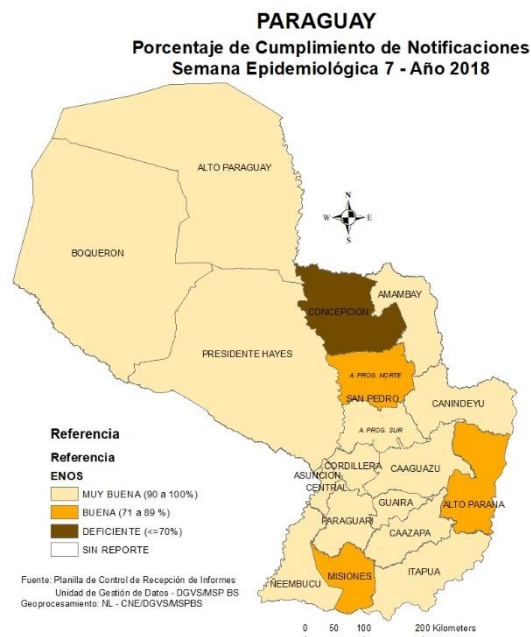 PARAGUAY
Porcentaje de Cumplimiento de Notificaciones
Semana Epidemiológica 7 - Año 2018
ALTO PARAGUAY
N
W E
S
BOQUERON
AMAMBAY
CONCEPCION
PRESIDENTE HAYES
A. PROG. NORTE
SAN PEDRO
CANINDEYU
A. PROG. SUR
Referencia
Referencia
ENOS
MUY BUENA (90 a 100%)
BUENA (71 a 89 %)
DEFICIENTE (<=70%)
SIN REPORTE
CORDILLERA
CAAGUAZU
ASUNCION
CENTRAL
ALTO PARANA
GUAIRA
PARAGUARI
CAAZAPA
MISIONES
ITAPUA
ÑEEMBUCU
Fuente: Planilla de Control de Recepción de Informes
Unidad de Gestión de Datos - DGVS/MSP BS
Geoprocesamiento: NL - CNE/DGVS/MSPBS
0 50 100 200 Kilometers